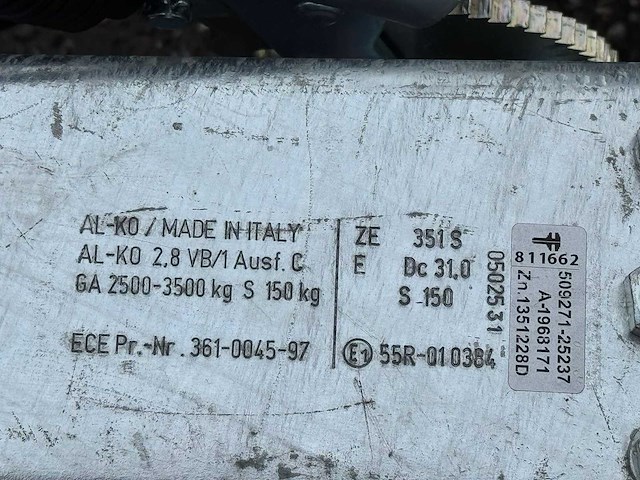 AL-KO / MADE IN ITALY
AL-KO 2,8 VB/1 Ausf. C
GA 2500-3500 kg S 150 kg
ECE Pr.-Nr. 361-0045-97
ZE 351 S
E Dc 31,0
S -150
E1 55R-010384
050253 1
811662
509271-25237
A-1968171
Zn.1351228D